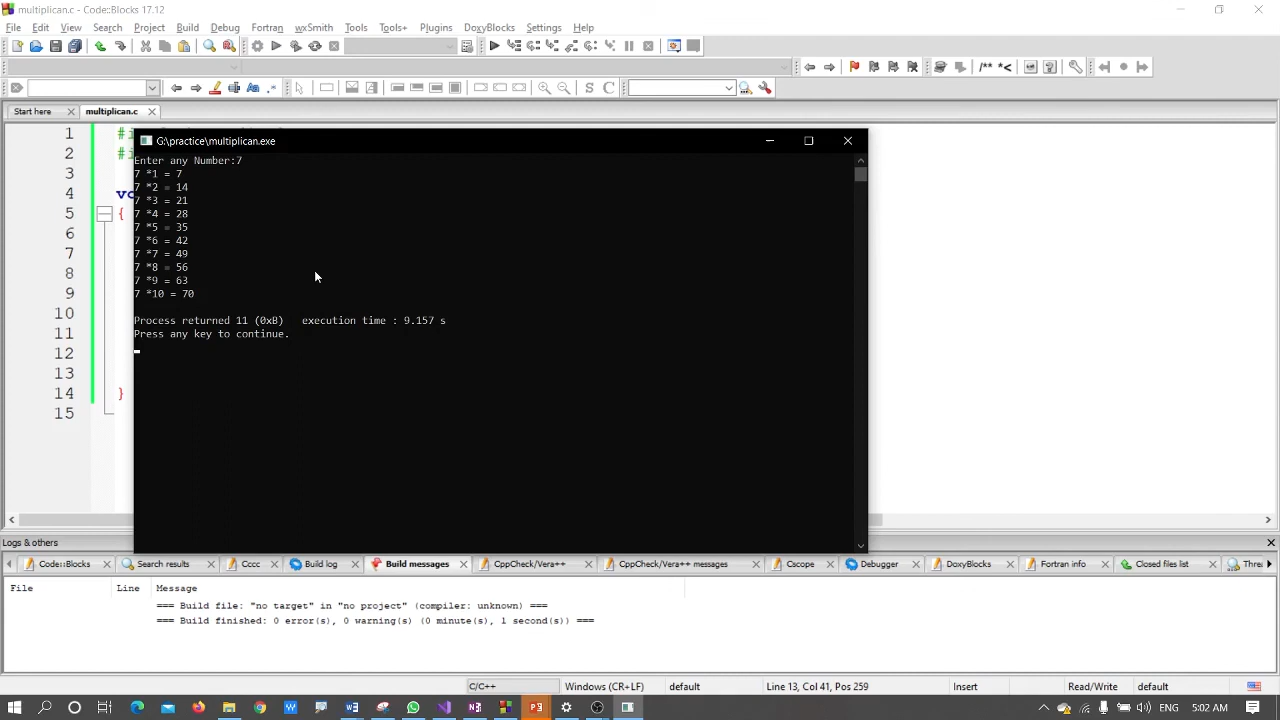 multiplican.c - Code::Blocks 17.12
File Edit View Search Project Build Debug Fortran wxSmith Tools Tools+ Plugins DoxyBlocks Settings Help
/** *<
S C
Start here multiplican.c
1 #i
2 #i
3
4 vo
5 {
6
7
8
9
10
11
12
13
14 }
15
G:\practice\multiplican.exe
Enter any Number:7
7 *1 = 7
7 *2 = 14
7 *3 = 21
7 *4 = 28
7 *5 = 35
7 *6 = 42
7 *7 = 49
7 *8 = 56
7 *9 = 63
7 *10 = 70
Process returned 11 (0xB)   execution time : 9.157 s
Press any key to continue.
Logs & others
Code::Blocks Search results Cccc Build log Build messages CppCheck/Vera++ CppCheck/Vera++ messages Cscope Debugger DoxyBlocks Fortran info Closed files list Thre
File Line Message
=== Build file: "no target" in "no project" (compiler: unknown) ===
=== Build finished: 0 error(s), 0 warning(s) (0 minute(s), 1 second(s)) ===
C/C++ Windows (CR+LF) default Line 13, Col 41, Pos 259 Insert Read/Write default
5:02 AM